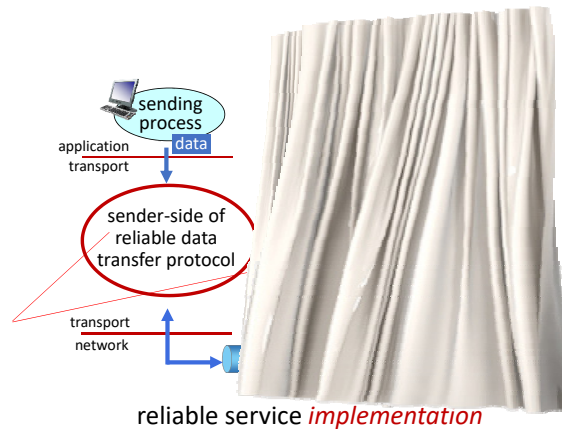 sending
process
data
application
transport
sender-side of
reliable data
transfer protocol
transport
network
reliable service implementation